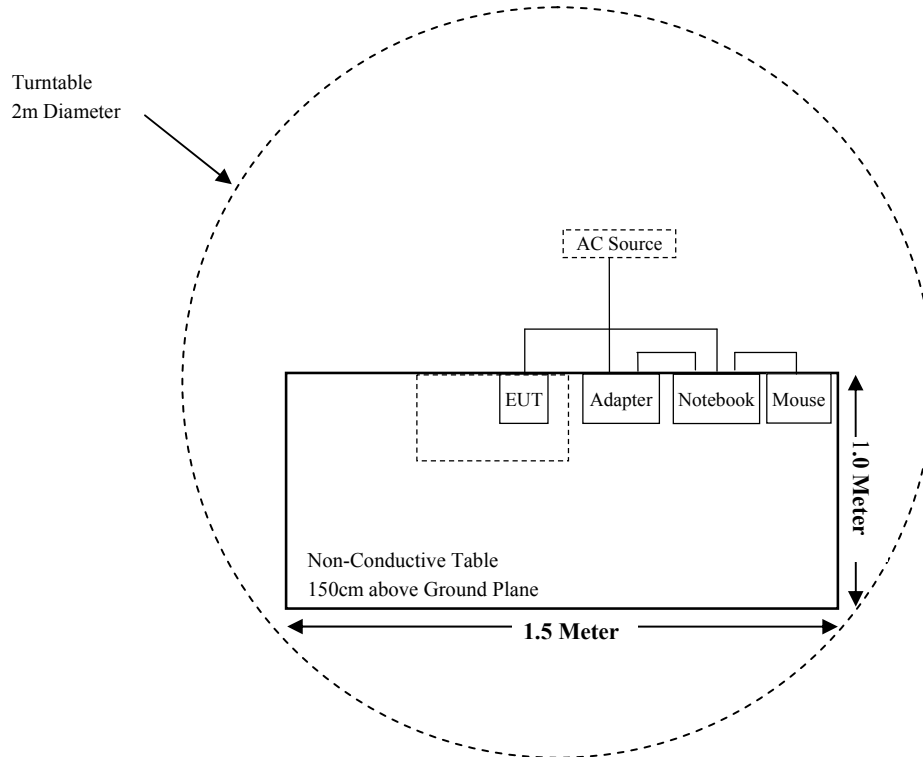 Turntable
2m Diameter
AC Source
EUT
Adapter
Notebook
Mouse
1.0 Meter
Non-Conductive Table
150cm above Ground Plane
1.5 Meter